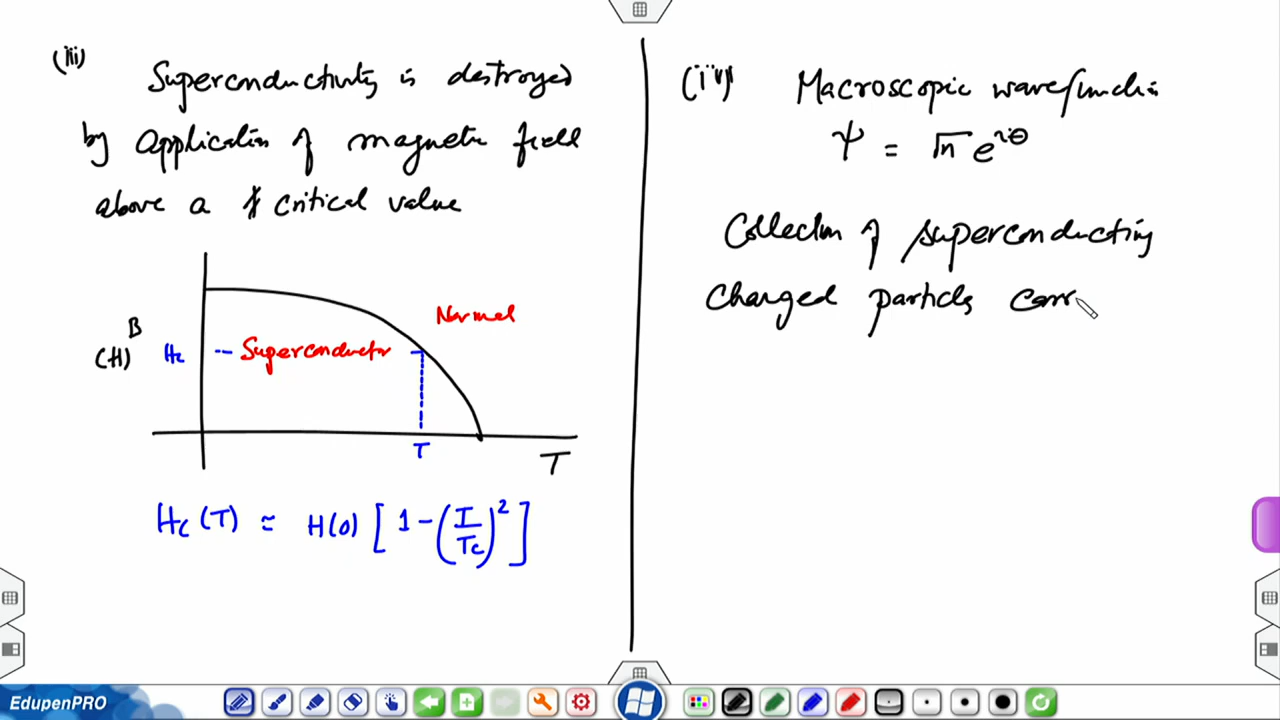 (iii)
Superconductivity is destroyed
by application of magnetic field
above a critical value
B
(H)
Hc
Superconductor
Normal
T
T
Hc (T) ≃ H(0) [ 1 - (T/Tc)² ]
(iv) Macroscopic wavefunction
ψ = √n e^{iθ}
Collection of superconducting
charged particles
EdupenPRO